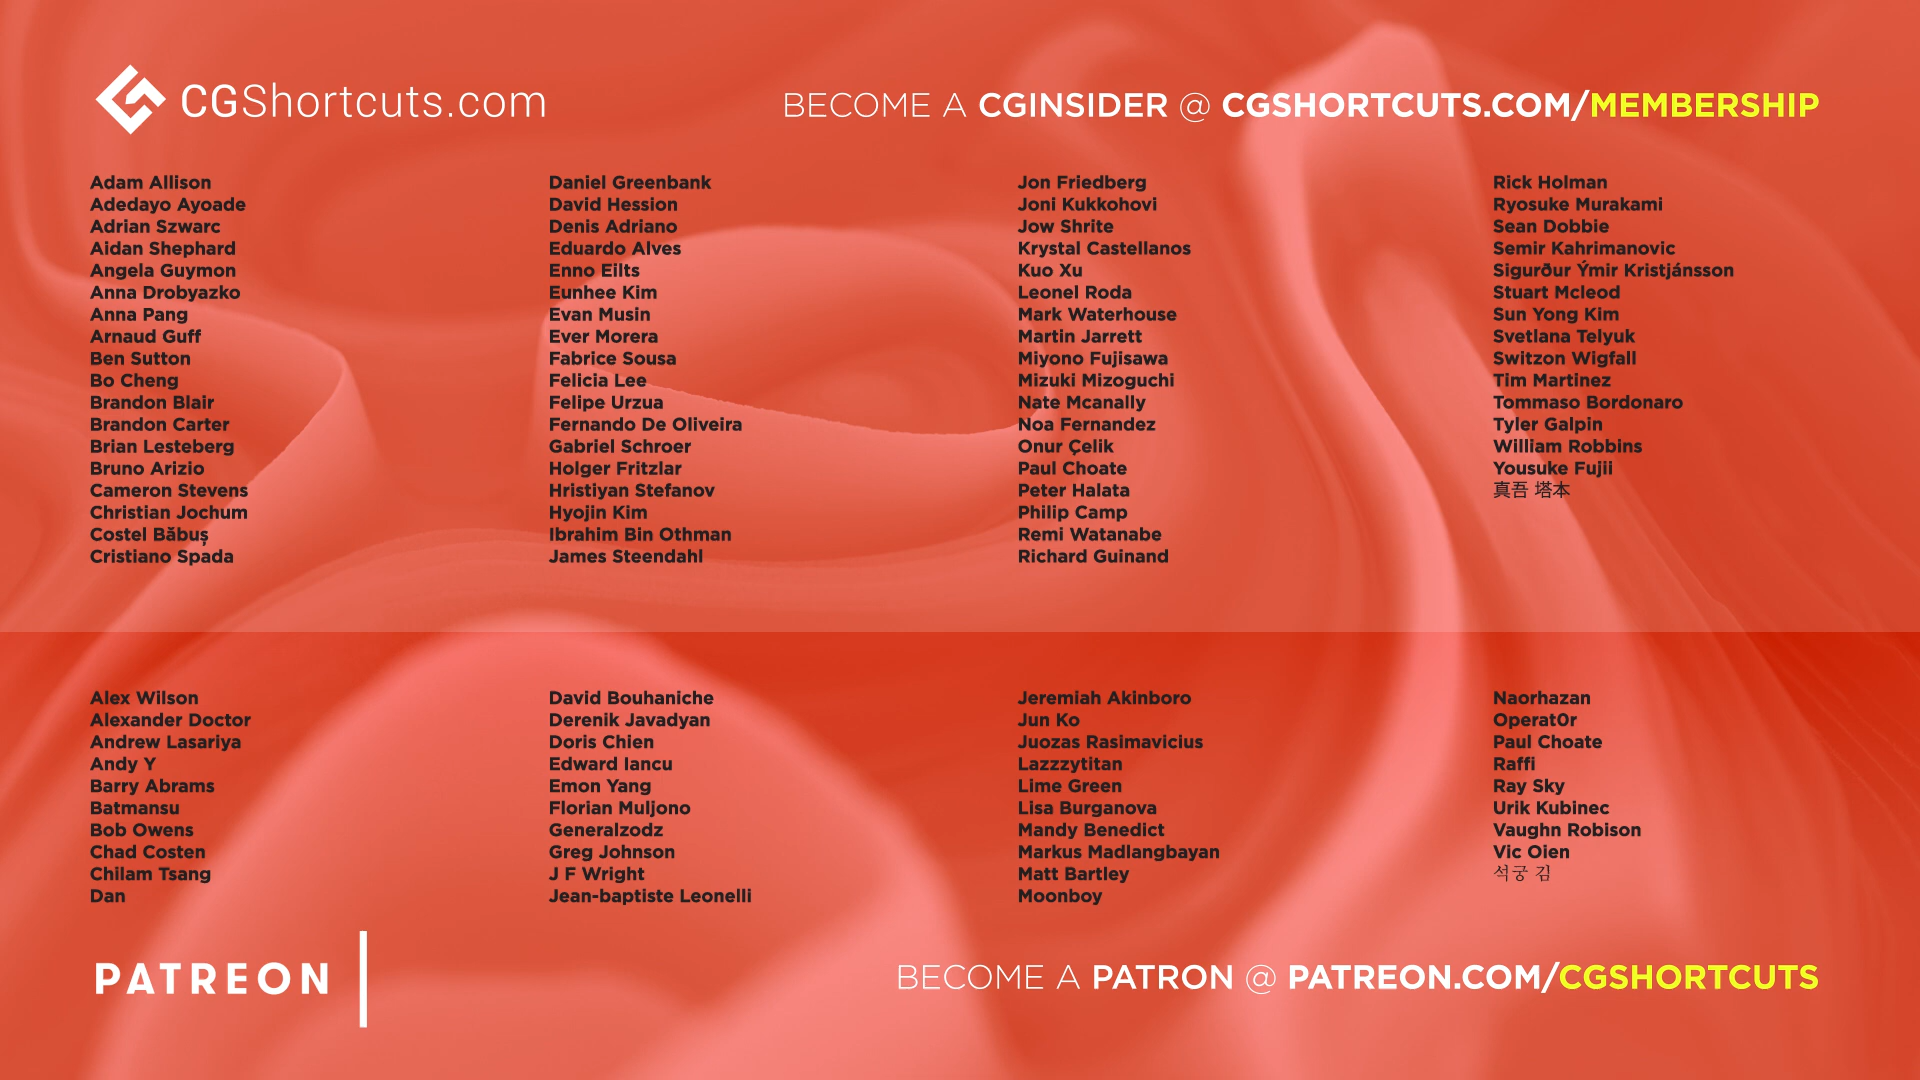 CGShortcuts.com
BECOME A CGINSIDER @ CGSHORTCUTS.COM/MEMBERSHIP
Adam Allison
Adedayo Ayoade
Adrian Szwarc
Aidan Shephard
Angela Guymon
Anna Drobyazko
Anna Pang
Arnaud Guff
Ben Sutton
Bo Cheng
Brandon Blair
Brandon Carter
Brian Lesteberg
Bruno Arizio
Cameron Stevens
Christian Jochum
Costel Băbuș
Cristiano Spada
Daniel Greenbank
David Hession
Denis Adriano
Eduardo Alves
Enno Eilts
Eunhee Kim
Evan Musin
Ever Morera
Fabrice Sousa
Felicia Lee
Felipe Urzua
Fernando De Oliveira
Gabriel Schroer
Holger Fritzlar
Hristiyan Stefanov
Hyojin Kim
Ibrahim Bin Othman
James Steendahl
Jon Friedberg
Joni Kukkohovi
Jow Shrite
Krystal Castellanos
Kuo Xu
Leonel Roda
Mark Waterhouse
Martin Jarrett
Miyono Fujisawa
Mizuki Mizoguchi
Nate Mcanally
Noa Fernandez
Onur Çelik
Paul Choate
Peter Halata
Philip Camp
Remi Watanabe
Richard Guinand
Rick Holman
Ryosuke Murakami
Sean Dobbie
Semir Kahrimanovic
Sigurður Ýmir Kristjánsson
Stuart Mcleod
Sun Yong Kim
Svetlana Telyuk
Switzon Wigfall
Tim Martinez
Tommaso Bordonaro
Tyler Galpin
William Robbins
Yousuke Fujii
真吾 塔本
Alex Wilson
Alexander Doctor
Andrew Lasariya
Andy Y
Barry Abrams
Batmansu
Bob Owens
Chad Costen
Chilam Tsang
Dan
David Bouhaniche
Derenik Javadyan
Doris Chien
Edward Iancu
Emon Yang
Florian Muljono
Generalzodz
Greg Johnson
J F Wright
Jean-baptiste Leonelli
Jeremiah Akinboro
Jun Ko
Juozas Rasimavicius
Lazzzytitan
Lime Green
Lisa Burganova
Mandy Benedict
Markus Madlangbayan
Matt Bartley
Moonboy
Naorhazan
Operat0r
Paul Choate
Raffi
Ray Sky
Urik Kubinec
Vaughn Robison
Vic Oien
석궁 김
PATREON
BECOME A PATRON @ PATREON.COM/CGSHORTCUTS